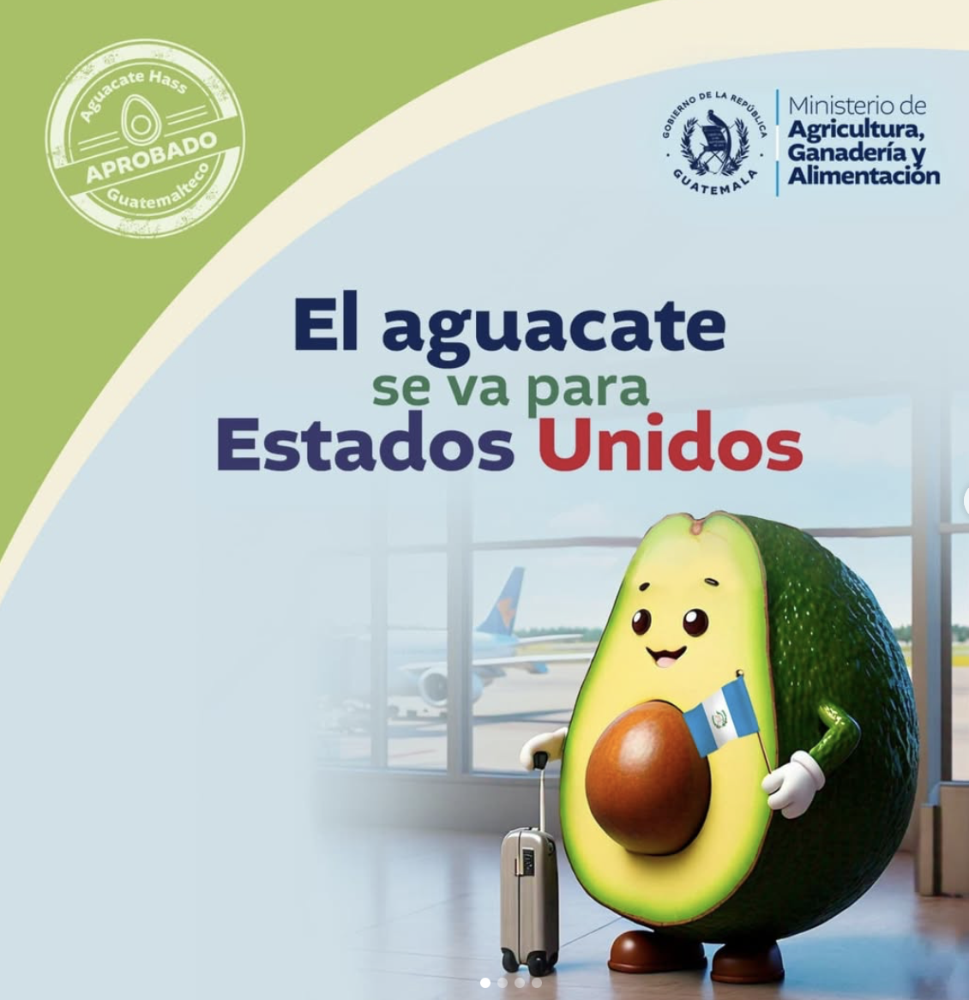 Aguacate Hass
APROBADO
Guatemalteco
GOBIERNO DE LA REPÚBLICA
GUATEMALA
Ministerio de
Agricultura,
Ganadería y
Alimentación
El aguacate
se va para
Estados Unidos